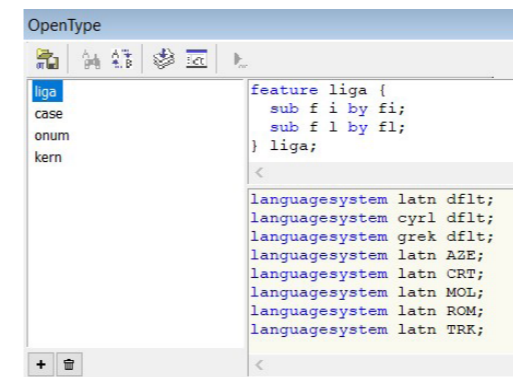 OpenType
liga
case
onum
kern
feature liga {
sub f i by fi;
sub f l by fl;
} liga;
languagesystem latn dflt;
languagesystem cyrl dflt;
languagesystem grek dflt;
languagesystem latn AZE;
languagesystem latn CRT;
languagesystem latn MOL;
languagesystem latn ROM;
languagesystem latn TRK;